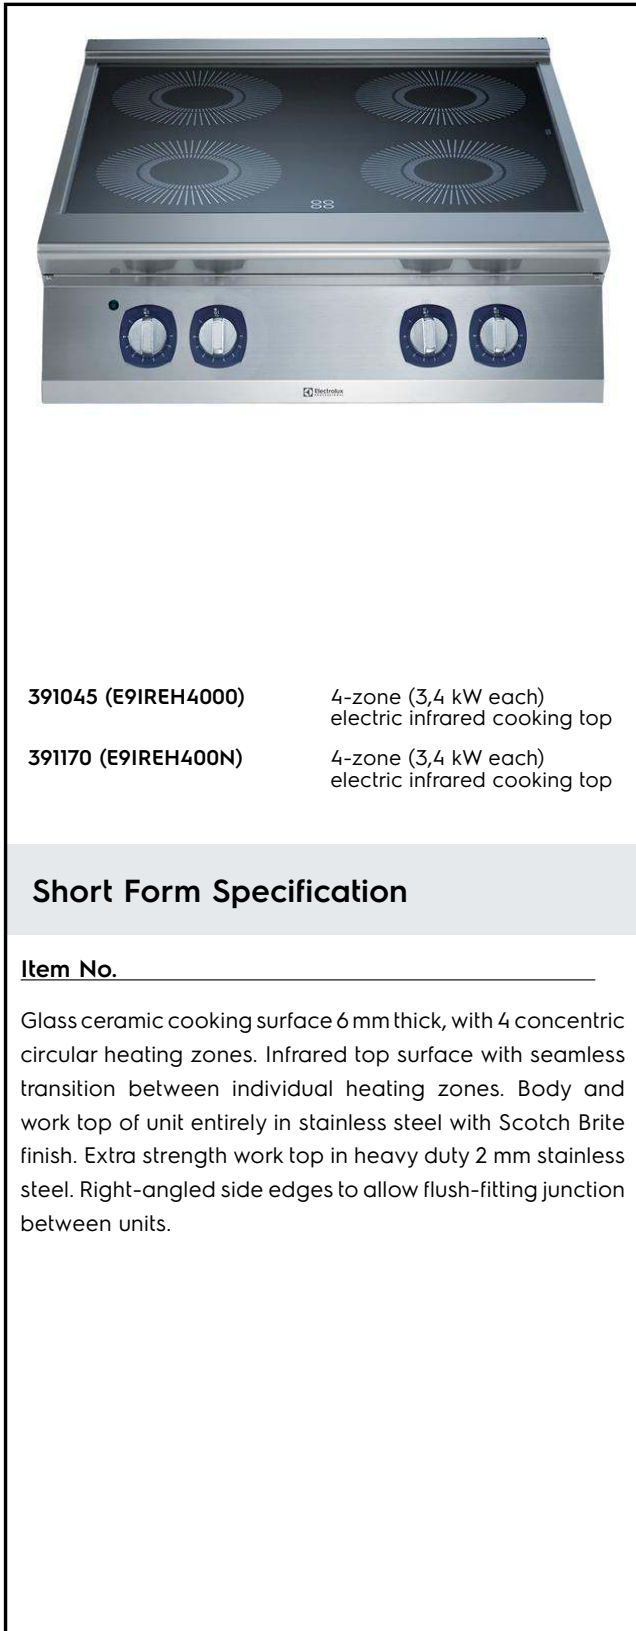 Electrolux
PROFESSIONAL
391045 (E9IREH4000)
4-zone (3,4 kW each)
electric infrared cooking top
391170 (E9IREH400N)
4-zone (3,4 kW each)
electric infrared cooking top
Short Form Specification
Item No.
Glass ceramic cooking surface 6 mm thick, with 4 concentric
circular heating zones. Infrared top surface with seamless
transition between individual heating zones. Body and
work top of unit entirely in stainless steel with Scotch Brite
finish. Extra strength work top in heavy duty 2 mm stainless
steel. Right-angled side edges to allow flush-fitting junction
between units.